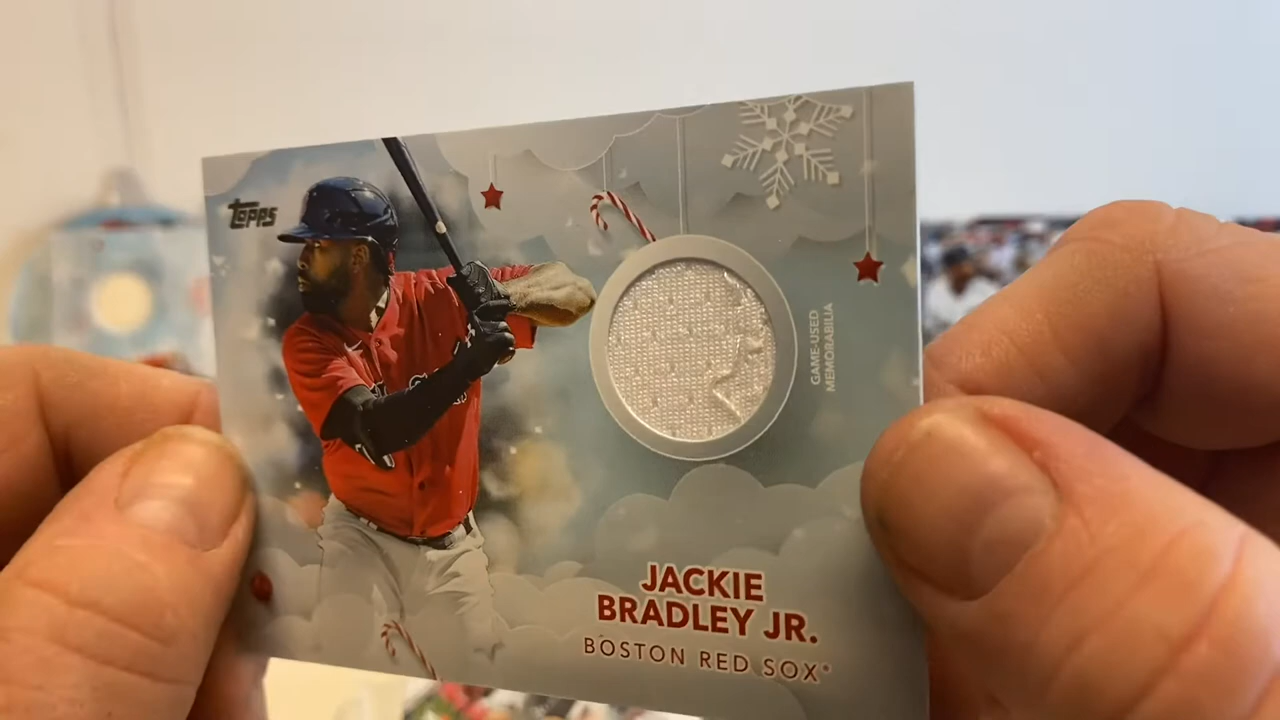 Topps
GAME-USED
MEMORABILIA
JACKIE
BRADLEY JR.
BOSTON RED SOX